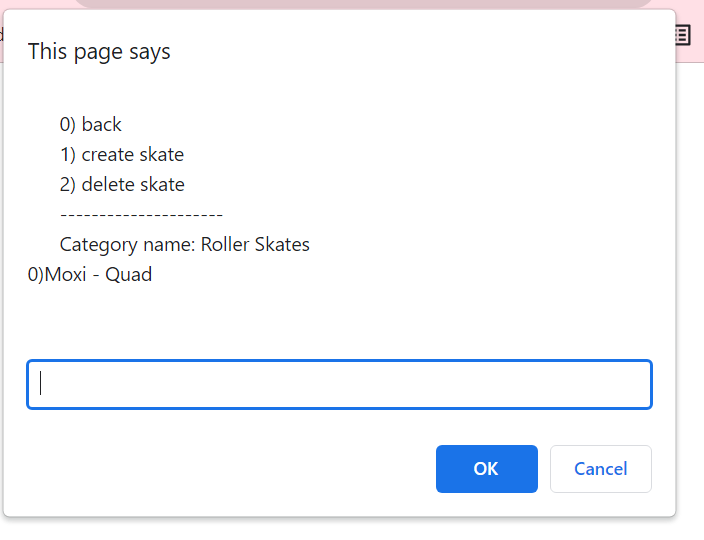 This page says
0) back
1) create skate
2) delete skate
---------------------
Category name: Roller Skates
0)Moxi - Quad
OK
Cancel